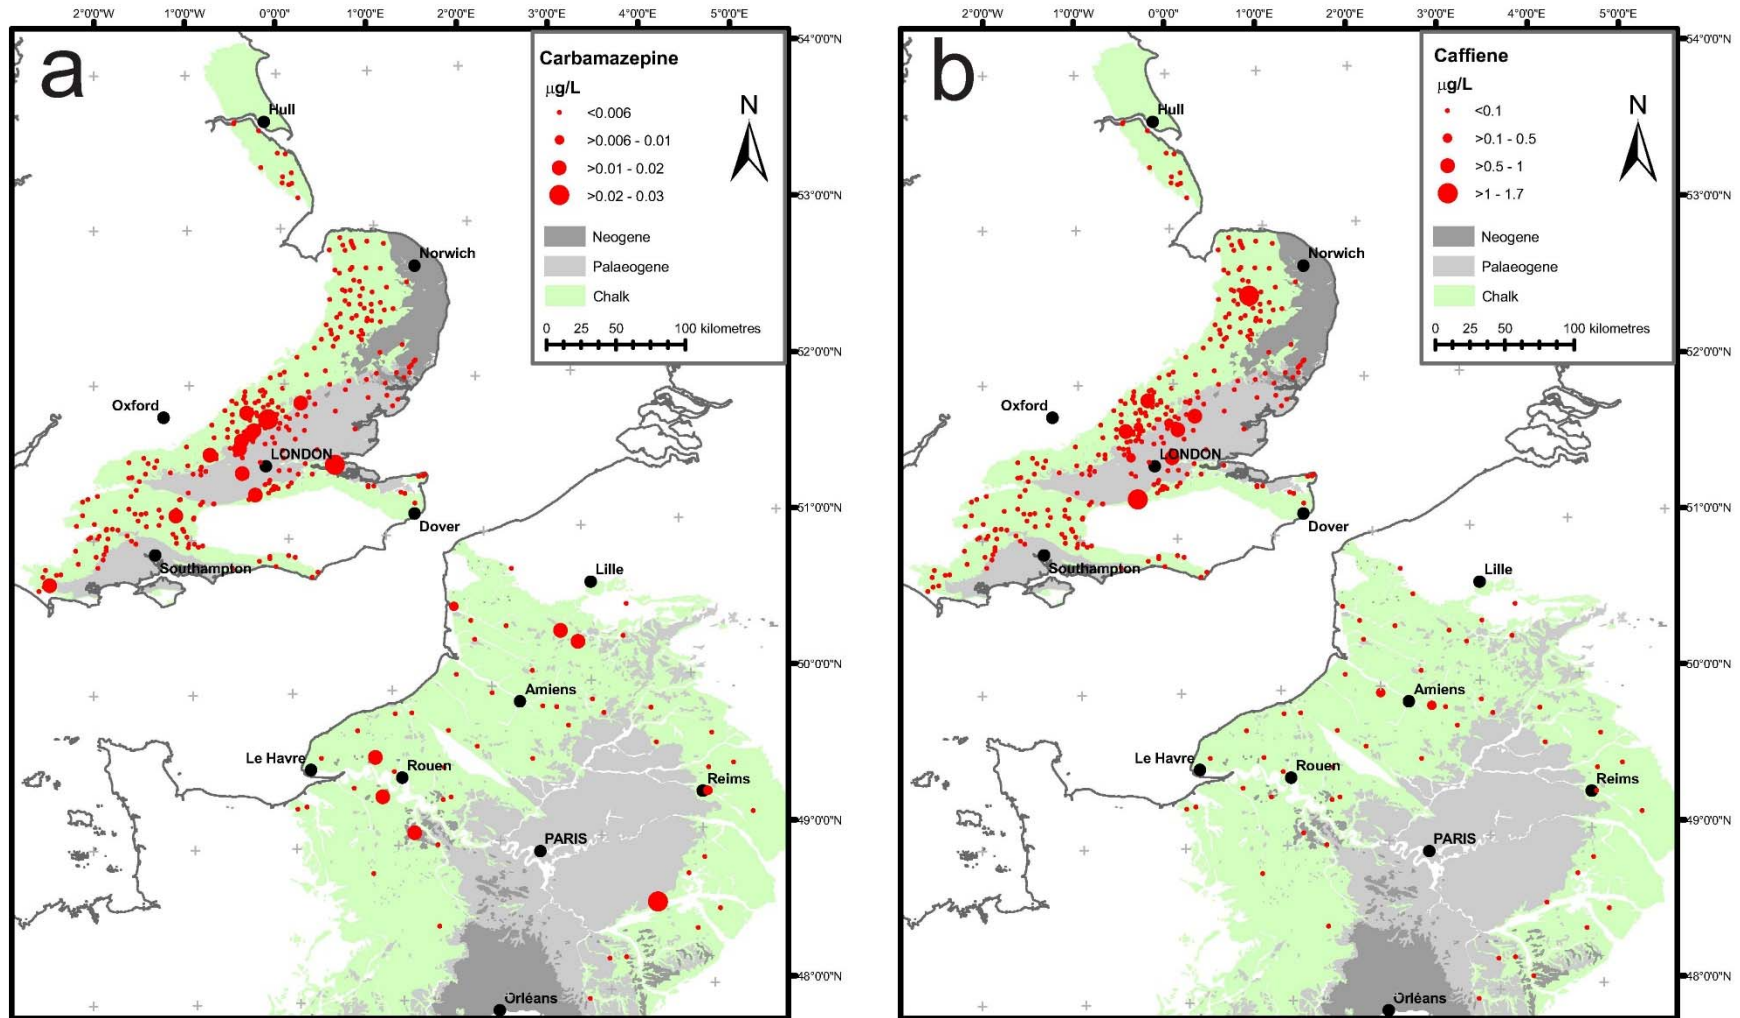 2°0'0"W 1°0'0"W 0°0'0" 1°0'0"E 2°0'0"E 3°0'0"E 4°0'0"E 5°0'0"E
a
Carbamazepine
µg/L
<0.006
>0.006 - 0.01
>0.01 - 0.02
>0.02 - 0.03
Neogene
Palaeogene
Chalk
0 25 50 100 kilometres
N
54°0'0"N
53°0'0"N
52°0'0"N
51°0'0"N
50°0'0"N
49°0'0"N
48°0'0"N
Hull
Norwich
Oxford
LONDON
Dover
Southampton
Lille
Amiens
Le Havre
Rouen
Reims
PARIS
Orléans
2°0'0"W 1°0'0"W 0°0'0" 1°0'0"E 2°0'0"E 3°0'0"E 4°0'0"E 5°0'0"E
b
Caffiene
µg/L
<0.1
>0.1 - 0.5
>0.5 - 1
>1 - 1.7
Neogene
Palaeogene
Chalk
0 25 50 100 kilometres
N
54°0'0"N
53°0'0"N
52°0'0"N
51°0'0"N
50°0'0"N
49°0'0"N
48°0'0"N
Hull
Norwich
Oxford
LONDON
Dover
Southampton
Lille
Amiens
Le Havre
Rouen
Reims
PARIS
Orléans